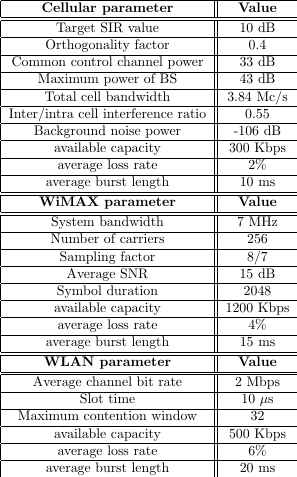 Cellular parameter Value
Target SIR value 10 dB
Orthogonality factor 0.4
Common control channel power 33 dB
Maximum power of BS 43 dB
Total cell bandwidth 3.84 Mc/s
Inter/intra cell interference ratio 0.55
Background noise power -106 dB
available capacity 300 Kbps
average loss rate 2%
average burst length 10 ms
WiMAX parameter Value
System bandwidth 7 MHz
Number of carriers 256
Sampling factor 8/7
Average SNR 15 dB
Symbol duration 2048
available capacity 1200 Kbps
average loss rate 4%
average burst length 15 ms
WLAN parameter Value
Average channel bit rate 2 Mbps
Slot time 10 μs
Maximum contention window 32
available capacity 500 Kbps
average loss rate 6%
average burst length 20 ms